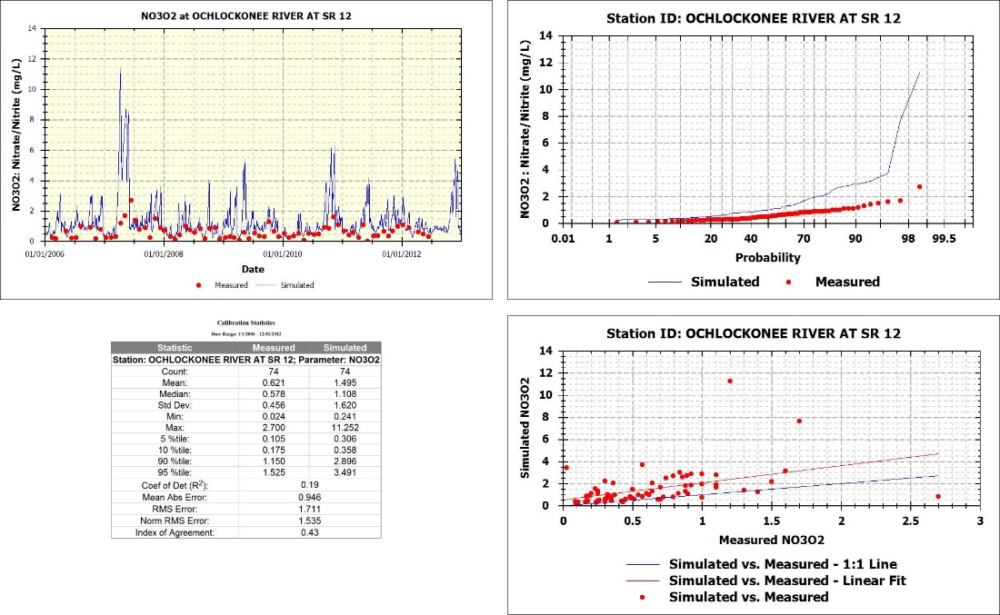 NO3O2 at OCHLOCKONEE RIVER AT SR 12
NO3O2: Nitrate/Nitrite (mg/L)
14
12
10
8
6
4
2
0
01/01/2006 01/01/2008 01/01/2010 01/01/2012
Date
Measured Simulated
Station ID: OCHLOCKONEE RIVER AT SR 12
NO3O2 : Nitrate/Nitrite (mg/L)
14
12
10
8
6
4
2
0
0.01 1 5 20 40 70 90 98 99.5
Probability
Simulated Measured
Calibration Statistics
Date Range: 1/1/2006 - 12/31/2012
Statistic Measured Simulated
Station: OCHLOCKONEE RIVER AT SR 12; Parameter: NO3O2
Count: 74 74
Mean: 0.621 1.495
Median: 0.578 1.108
Std Dev: 0.456 1.620
Min: 0.024 0.241
Max: 2.700 11.252
5 %tile: 0.105 0.306
10 %tile: 0.175 0.358
90 %tile: 1.150 2.896
95 %tile: 1.525 3.491
Coef of Det (R²): 0.19
Mean Abs Error: 0.946
RMS Error: 1.711
Norm RMS Error: 1.535
Index of Agreement: 0.43
Station ID: OCHLOCKONEE RIVER AT SR 12
Simulated NO3O2
14
12
10
8
6
4
2
0
0 0.5 1 1.5 2 2.5 3
Measured NO3O2
Simulated vs. Measured - 1:1 Line
Simulated vs. Measured - Linear Fit
Simulated vs. Measured